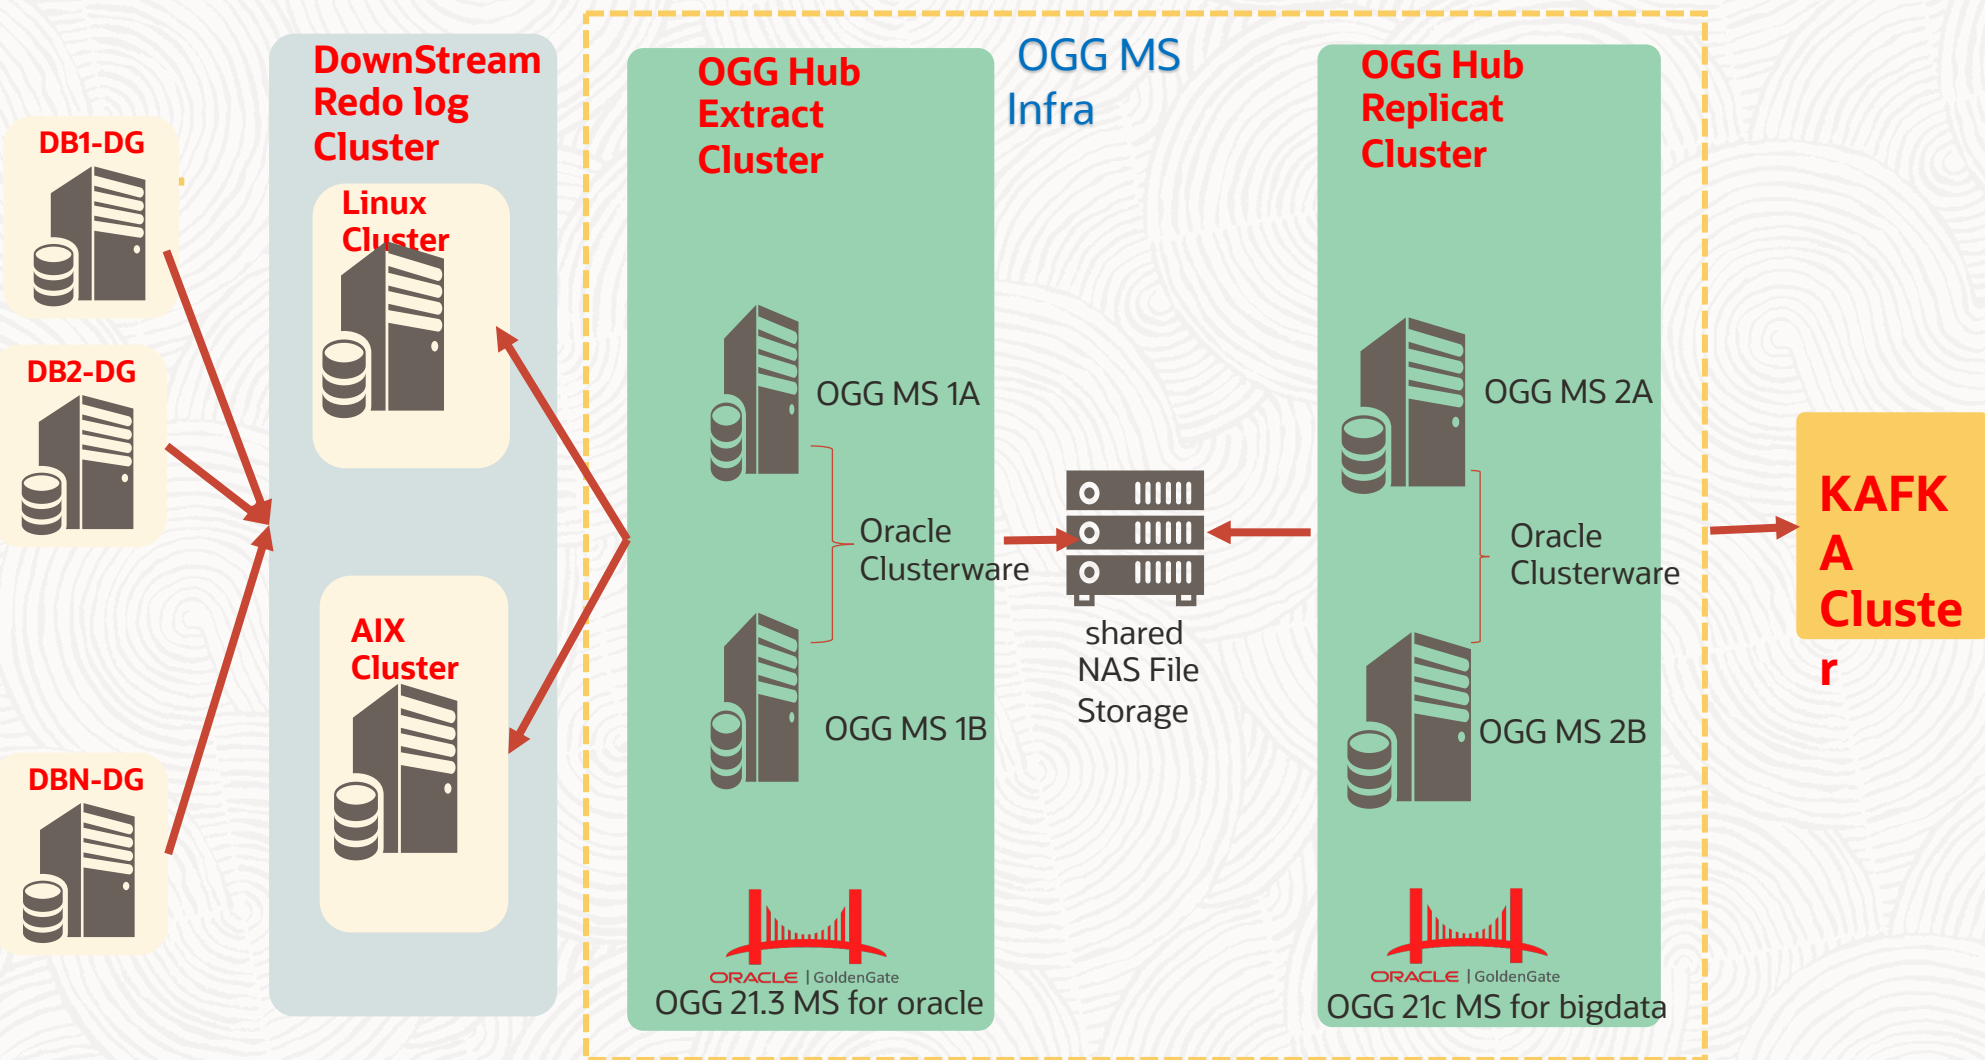 DB1-DG
DB2-DG
DBN-DG
DownStream
Redo log
Cluster
Linux
Cluster
AIX
Cluster
OGG Hub
Extract
Cluster
OGG MS 1A
Oracle
Clusterware
OGG MS 1B
ORACLE | GoldenGate
OGG 21.3 MS for oracle
OGG MS
Infra
shared
NAS File
Storage
OGG Hub
Replicat
Cluster
OGG MS 2A
Oracle
Clusterware
OGG MS 2B
ORACLE | GoldenGate
OGG 21c MS for bigdata
KAFK
A
Cluste
r